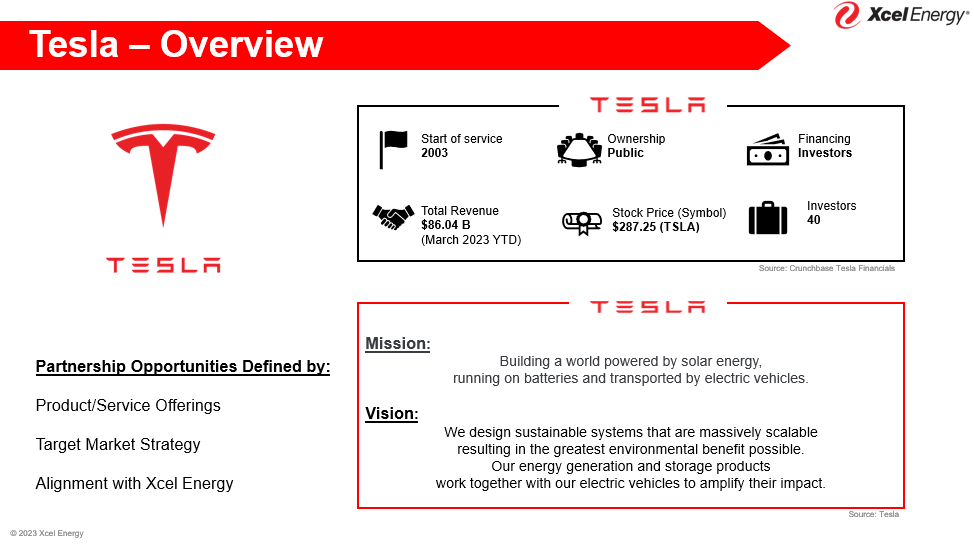 Xcel Energy®
Tesla – Overview
TESLA
Partnership Opportunities Defined by:
Product/Service Offerings
Target Market Strategy
Alignment with Xcel Energy
TESLA
Start of service
2003
Ownership
Public
Financing
Investors
Total Revenue
$86.04 B
(March 2023 YTD)
Stock Price (Symbol)
$287.25 (TSLA)
Investors
40
Source: Crunchbase Tesla Financials
TESLA
Mission:
Building a world powered by solar energy,
running on batteries and transported by electric vehicles.
Vision:
We design sustainable systems that are massively scalable
resulting in the greatest environmental benefit possible.
Our energy generation and storage products
work together with our electric vehicles to amplify their impact.
Source: Tesla
© 2023 Xcel Energy